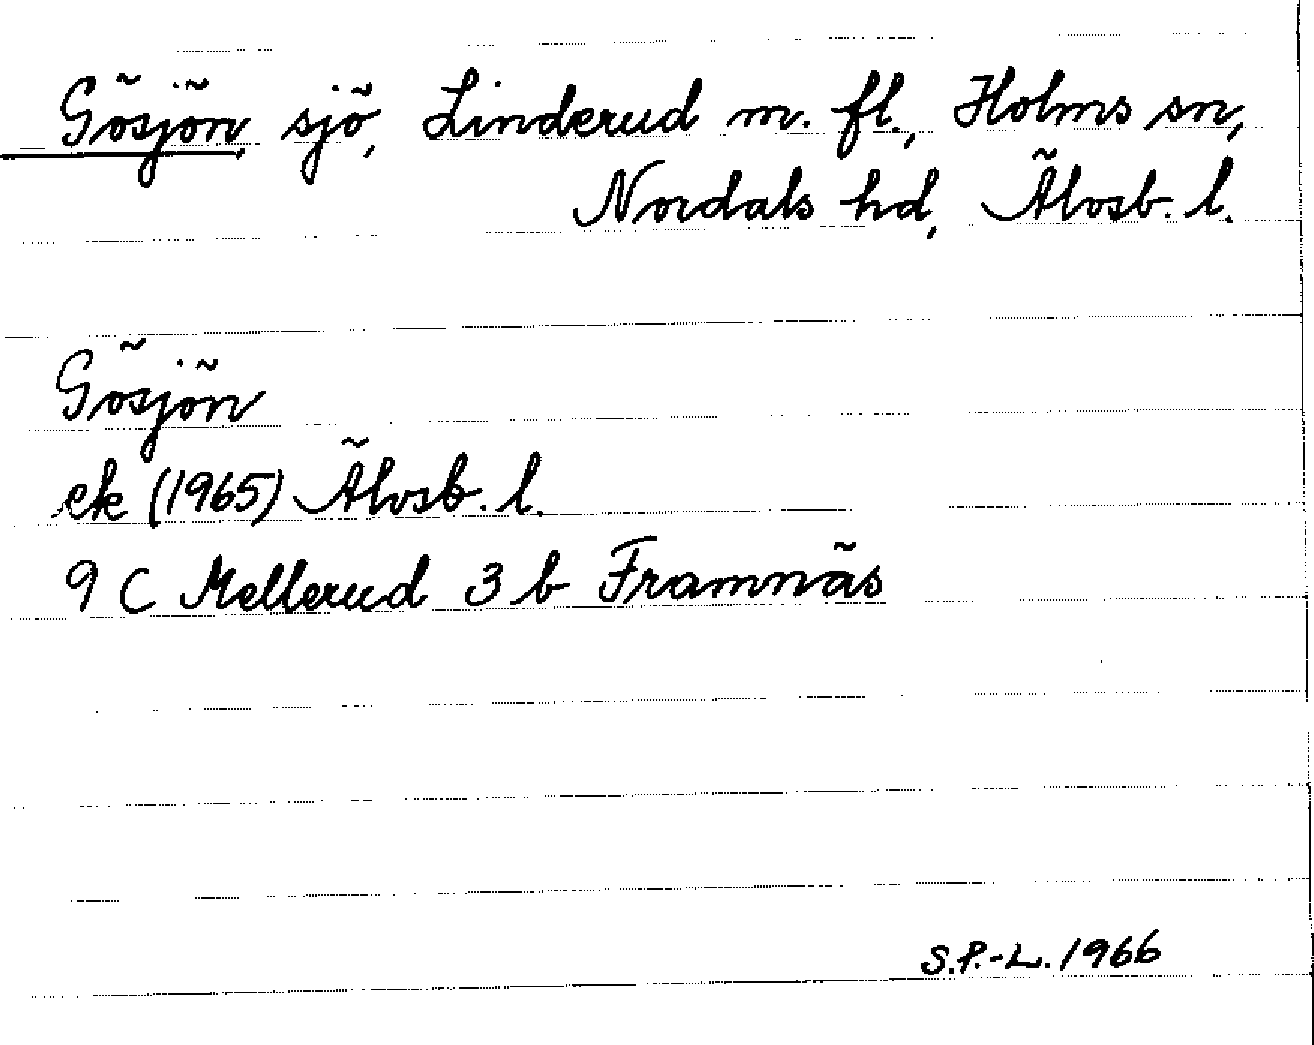 Gösjön, sjö, Linderud m. fl., Holms sn,
Nordals hd, Älvsb. l.
Gösjön
ek (1965) Älvsb. l.
9 C Mellerud 3 b Framnäs
S.P.-L. 1966